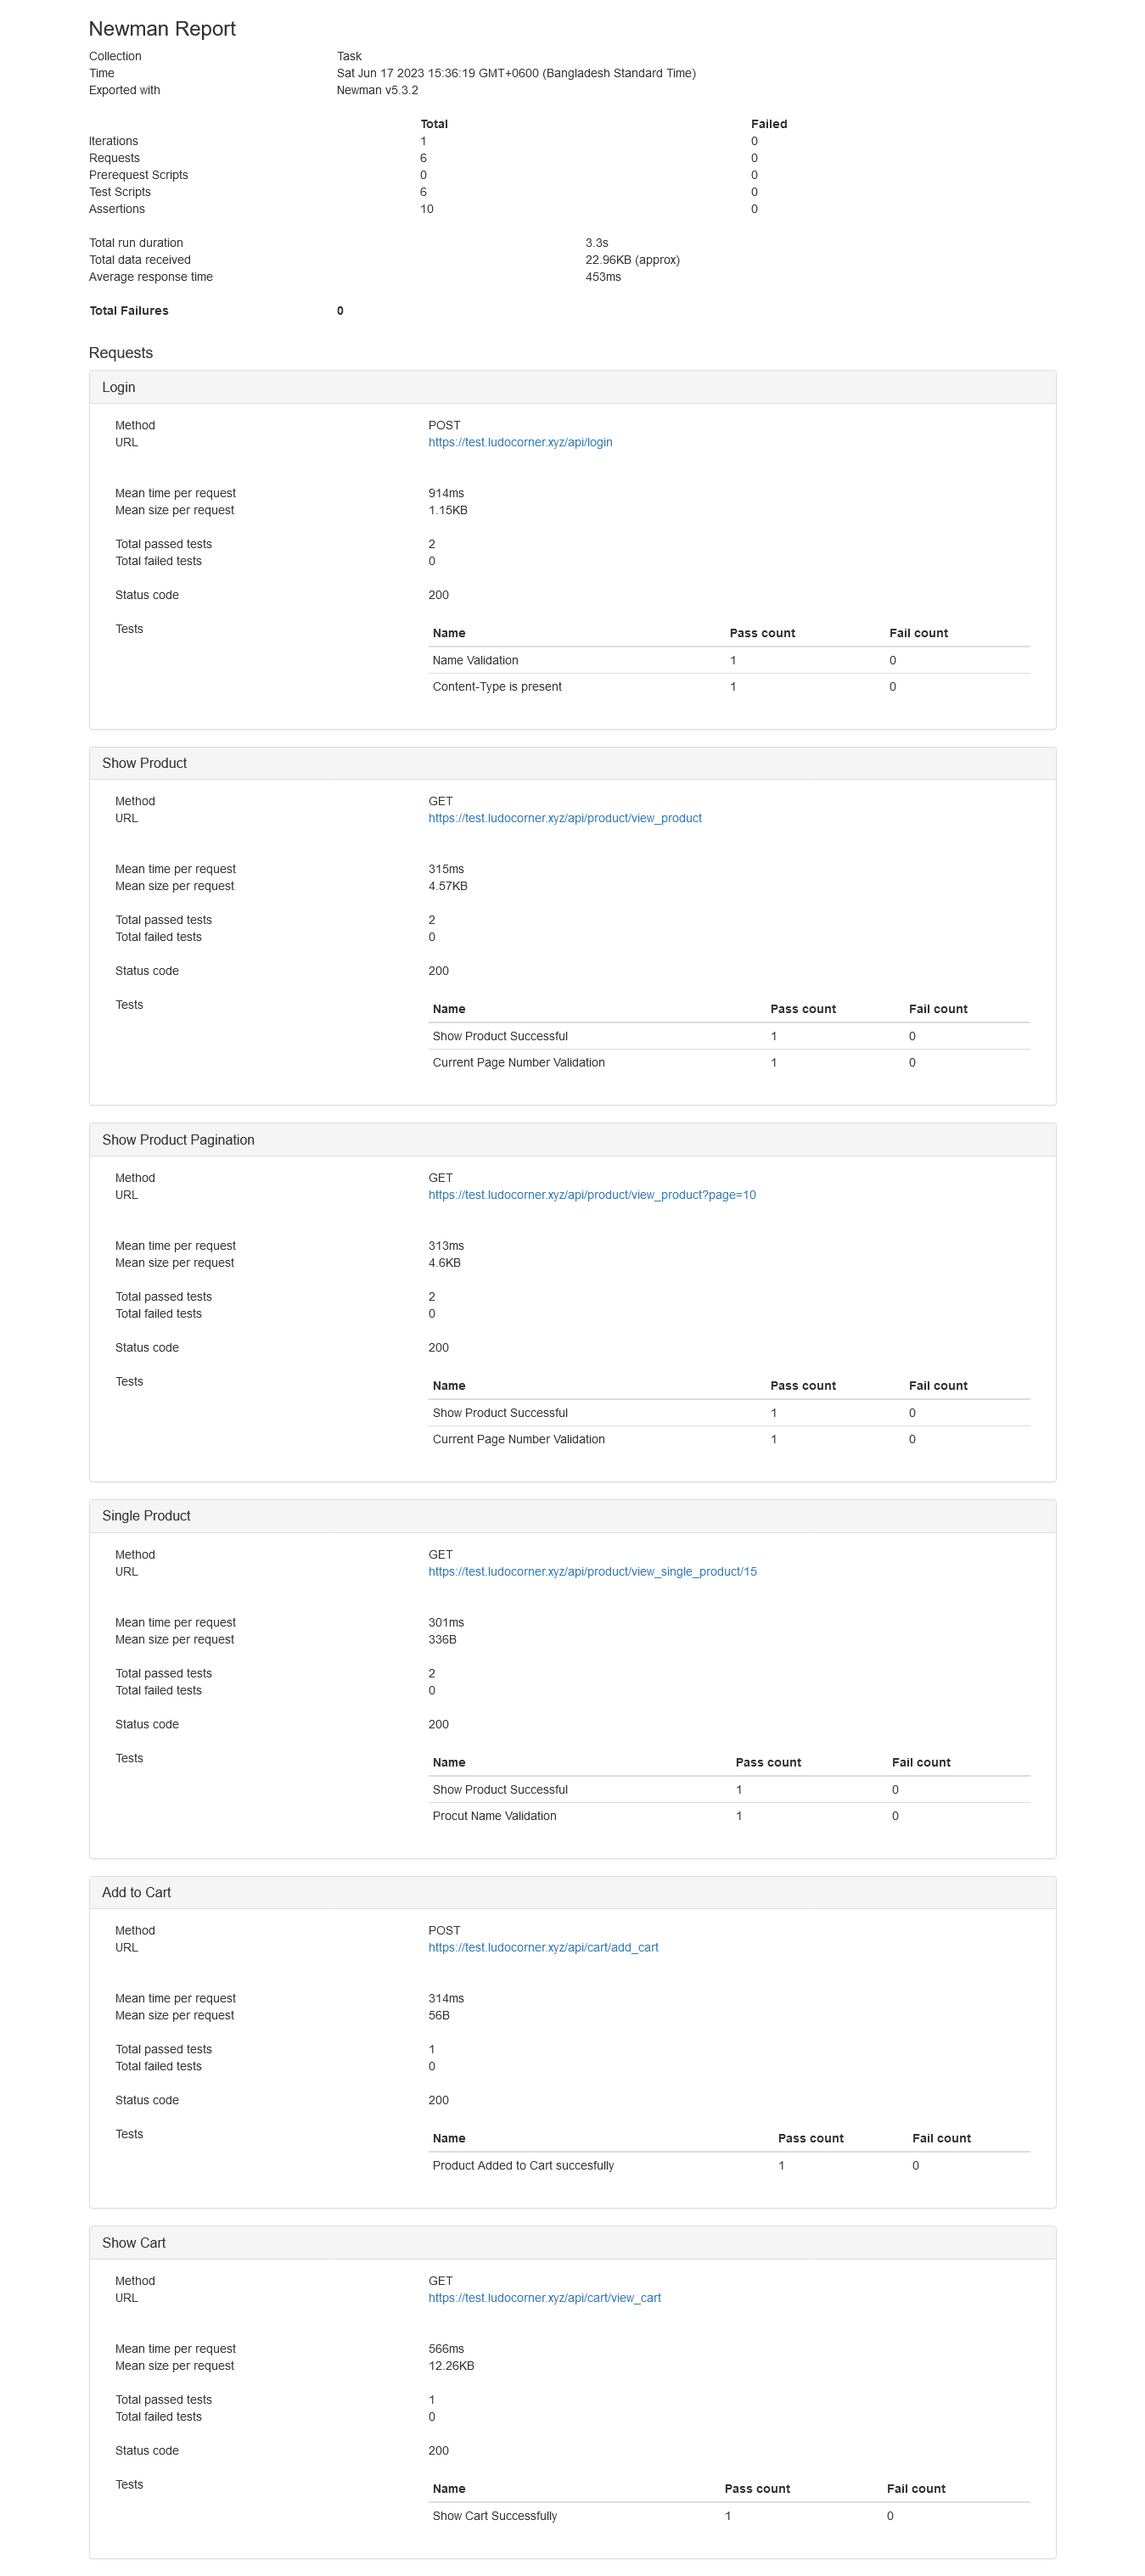 Newman Report
Collection Task
Time Sat Jun 17 2023 15:36:19 GMT+0600 (Bangladesh Standard Time)
Exported with Newman v5.3.2
Total Failed
Iterations 1 0
Requests 6 0
Prerequest Scripts 0 0
Test Scripts 6 0
Assertions 10 0
Total run duration 3.3s
Total data received 22.96KB (approx)
Average response time 453ms
Total Failures 0
Requests
Login
Method POST
URL https://test.ludocorner.xyz/api/login
Mean time per request 914ms
Mean size per request 1.15KB
Total passed tests 2
Total failed tests 0
Status code 200
Tests
Name Pass count Fail count
Name Validation 1 0
Content-Type is present 1 0
Show Product
Method GET
URL https://test.ludocorner.xyz/api/product/view_product
Mean time per request 315ms
Mean size per request 4.57KB
Total passed tests 2
Total failed tests 0
Status code 200
Tests
Name Pass count Fail count
Show Product Successful 1 0
Current Page Number Validation 1 0
Show Product Pagination
Method GET
URL https://test.ludocorner.xyz/api/product/view_product?page=10
Mean time per request 313ms
Mean size per request 4.6KB
Total passed tests 2
Total failed tests 0
Status code 200
Tests
Name Pass count Fail count
Show Product Successful 1 0
Current Page Number Validation 1 0
Single Product
Method GET
URL https://test.ludocorner.xyz/api/product/view_single_product/15
Mean time per request 301ms
Mean size per request 336B
Total passed tests 2
Total failed tests 0
Status code 200
Tests
Name Pass count Fail count
Show Product Successful 1 0
Procut Name Validation 1 0
Add to Cart
Method POST
URL https://test.ludocorner.xyz/api/cart/add_cart
Mean time per request 314ms
Mean size per request 56B
Total passed tests 1
Total failed tests 0
Status code 200
Tests
Name Pass count Fail count
Product Added to Cart succesfully 1 0
Show Cart
Method GET
URL https://test.ludocorner.xyz/api/cart/view_cart
Mean time per request 566ms
Mean size per request 12.26KB
Total passed tests 1
Total failed tests 0
Status code 200
Tests
Name Pass count Fail count
Show Cart Successfully 1 0